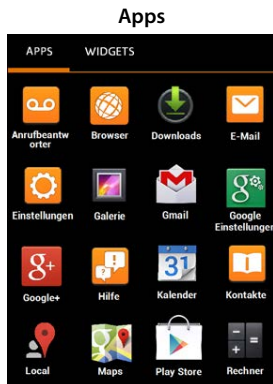 Apps
APPS WIDGETS
Anrufbeantw
orter
Browser
Downloads
E-Mail
Einstellungen
Galerie
Gmail
Google
Einstellungen
g+
Google+
Hilfe
31
Kalender
Kontakte
Local
Maps
Play Store
Rechner